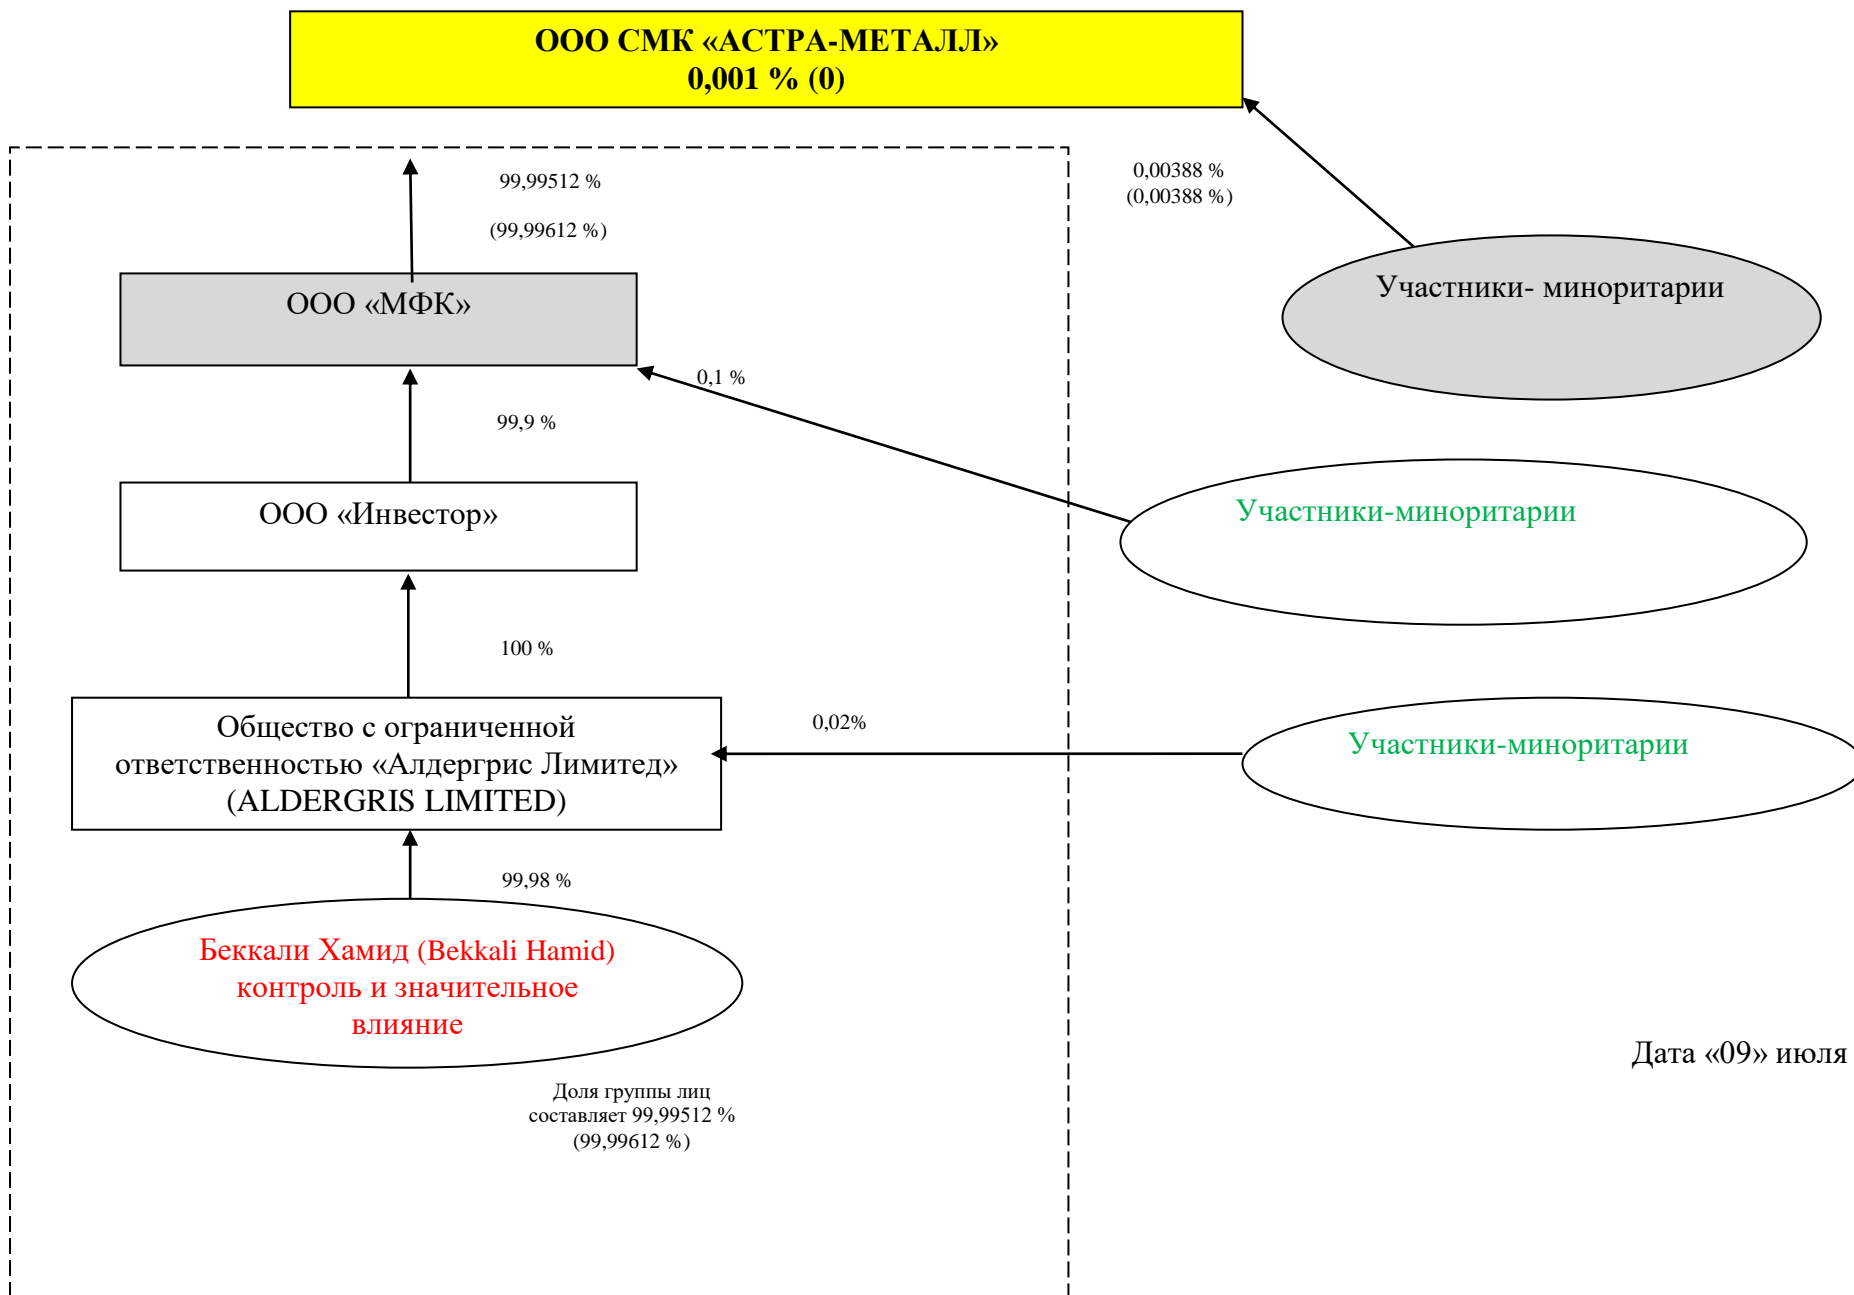 ООО СМК «АСТРА-МЕТАЛЛ»
0,001 % (0)
99,99512 %
(99,99612 %)
0,00388 %
(0,00388 %)
Участники- миноритарии
ООО «МФК»
0,1 %
99,9 %
ООО «Инвестор»
Участники-миноритарии
100 %
Общество с ограниченной
ответственностью «Алдергрис Лимитед»
(ALDERGRIS LIMITED)
0,02%
Участники-миноритарии
99,98 %
Беккали Хамид (Bekkali Hamid)
контроль и значительное
влияние
Дата «09» июля
Доля группы лиц
составляет 99,99512 %
(99,99612 %)